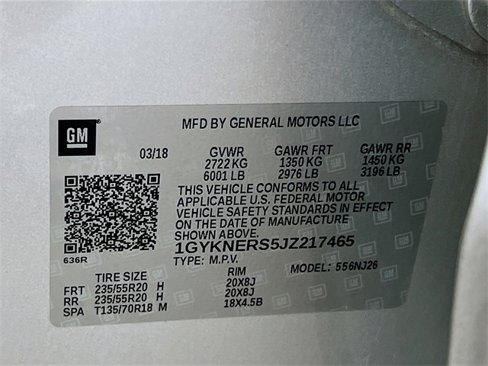 GM
MFD BY GENERAL MOTORS LLC
03/18 GVWR GAWR FRT GAWR RR
2722 KG 1350 KG 1450 KG
6001 LB 2976 LB 3196 LB
THIS VEHICLE CONFORMS TO ALL
APPLICABLE U.S. FEDERAL MOTOR
VEHICLE SAFETY STANDARDS IN EFFECT
ON THE DATE OF MANUFACTURE
SHOWN ABOVE.
636R 1GYKNERS5JZ217465
TYPE: M.P.V. MODEL: 556NJ26
TIRE SIZE RIM
FRT 235/55R20 H 20X8J
RR 235/55R20 H 20X8J
SPA T135/70R18 M 18X4.5B